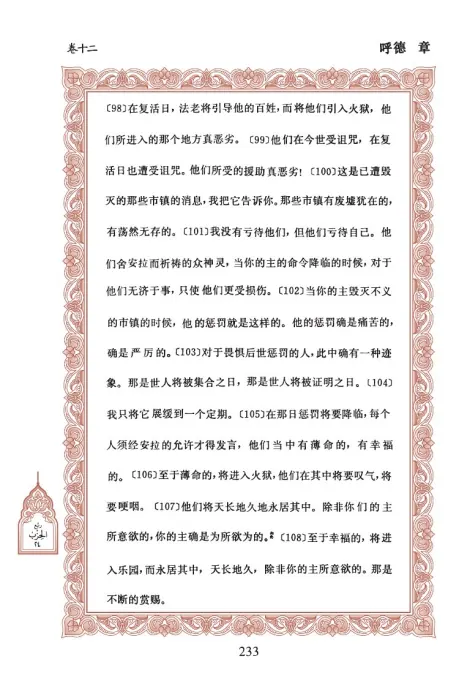 卷十二
呼德 章
〔98〕在复活日，法老将引导他的百姓，而将他们引入火狱，他
们所进入的那个地方真恶劣。〔99〕他们在今世受诅咒，在复
活日也遭受诅咒。他们所受的援助真恶劣！〔100〕这是已遭毁
灭的那些市镇的消息，我把它告诉你。那些市镇有废墟犹在的，
有荡然无存的。〔101〕我没有亏待他们，但他们亏待自己。他
们舍安拉而祈祷的众神灵，当你的主的命令降临的时候，对于
他们无济于事，只使他们更受损伤。〔102〕当你的主毁灭不义
的市镇的时候，他的惩罚就是这样的。他的惩罚确是痛苦的，
确是严厉的。〔103〕对于畏惧后世惩罚的人，此中确有一种迹
象。那是世人将被集合之日，那是世人将被证明之日。〔104〕
我只将它展缓到一个定期。〔105〕在那日惩罚将要降临，每个
人须经安拉的允许才得发言，他们当中有薄命的，有幸福
的。〔106〕至于薄命的，将进入火狱，他们在其中将要叹气，将
要哽咽。〔107〕他们将天长地久地永居其中。除非你们的主
所意欲的，你的主确是为所欲为的。〔108〕至于幸福的，将进
入乐园，而永居其中，天长地久，除非你的主所意欲的。那是
不断的赏赐。
ربع
الحزب
٢٤
233